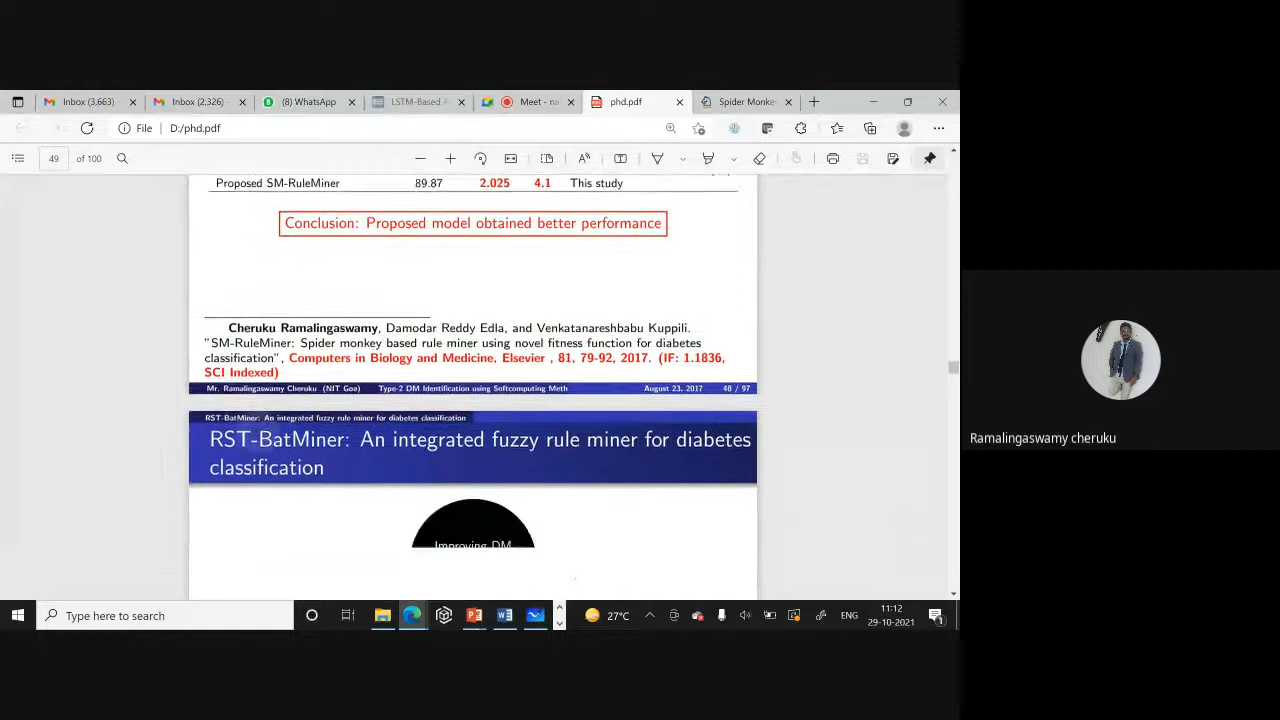 Inbox (3,663)
Inbox (2,326) -
(8) WhatsApp
LSTM-Based A
Meet - na
phd.pdf
Spider Monke
File
D:/phd.pdf
49
of 100
Proposed SM-RuleMiner 89.87 2.025 4.1 This study
Conclusion: Proposed model obtained better performance
Cheruku Ramalingaswamy, Damodar Reddy Edla, and Venkatanareshbabu Kuppili.
"SM-RuleMiner: Spider monkey based rule miner using novel fitness function for diabetes
classification", Computers in Biology and Medicine, Elsevier , 81, 79-92, 2017. (IF: 1.1836,
SCI Indexed)
Mr. Ramalingaswamy Cheruku (NIT Goa) Type-2 DM Identification using Softcomputing Meth August 23, 2017 48 / 97
RST-BatMiner: An integrated fuzzy rule miner for diabetes classification
RST-BatMiner: An integrated fuzzy rule miner for diabetes
classification
Improving DM
Ramalingaswamy cheruku
Type here to search
27°C
ENG
11:12
29-10-2021